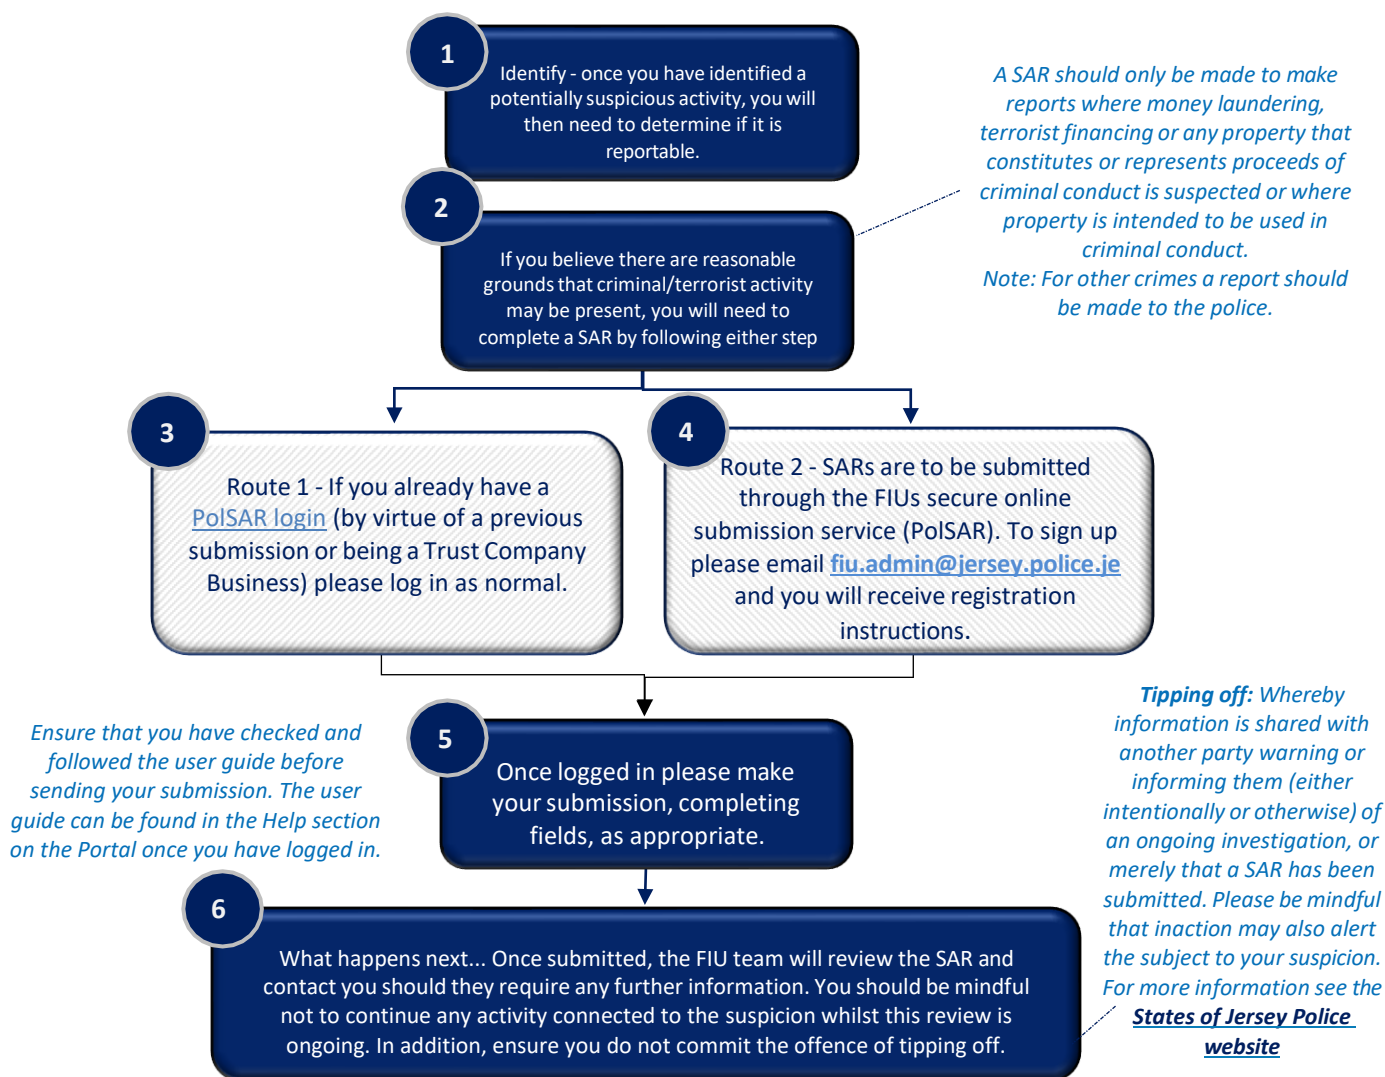 1
Identify - once you have identified a
potentially suspicious activity, you will
then need to determine if it is
reportable.
A SAR should only be made to make
reports where money laundering,
terrorist financing or any property that
constitutes or represents proceeds of
criminal conduct is suspected or where
property is intended to be used in
criminal conduct.
Note: For other crimes a report should
be made to the police.
2
If you believe there are reasonable
grounds that criminal/terrorist activity
may be present, you will need to
complete a SAR by following either step
3
Route 1 - If you already have a
PolSAR login (by virtue of a previous
submission or being a Trust Company
Business) please log in as normal.
4
Route 2 - SARs are to be submitted
through the FIUs secure online
submission service (PolSAR). To sign up
please email fiu.admin@jersey.police.je
and you will receive registration
instructions.
Ensure that you have checked and
followed the user guide before
sending your submission. The user
guide can be found in the Help section
on the Portal once you have logged in.
5
Once logged in please make
your submission, completing
fields, as appropriate.
Tipping off: Whereby
information is shared with
another party warning or
informing them (either
intentionally or otherwise) of
an ongoing investigation, or
merely that a SAR has been
submitted. Please be mindful
that inaction may also alert
the subject to your suspicion.
For more information see the
States of Jersey Police
website
6
What happens next... Once submitted, the FIU team will review the SAR and
contact you should they require any further information. You should be mindful
not to continue any activity connected to the suspicion whilst this review is
ongoing. In addition, ensure you do not commit the offence of tipping off.